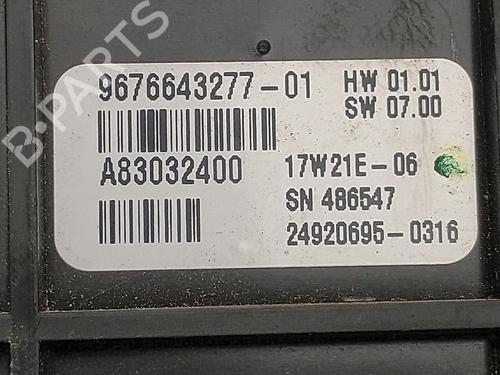 B-PARTS
9676643277-01 HW 01.01
SW 07.00
A83032400 17W21E-06
SN 486547
24920695-0316